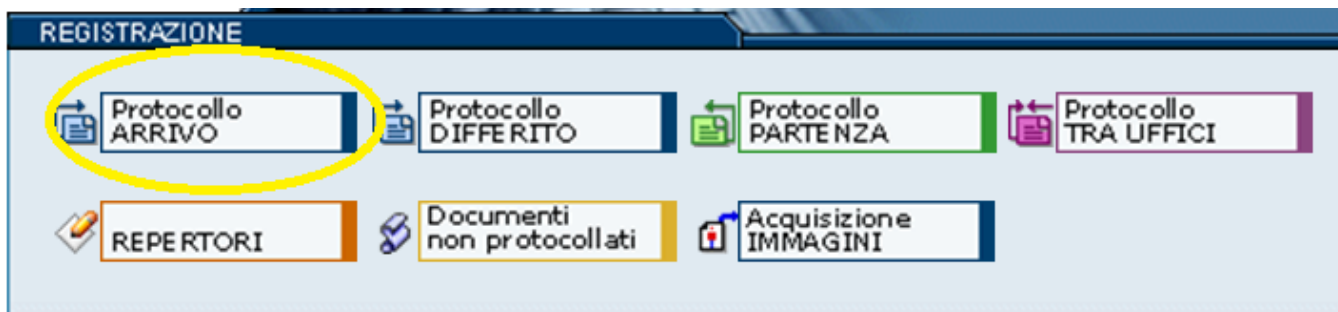 REGISTRAZIONE
Protocollo
ARRIVO
Protocollo
DIFFERITO
Protocollo
PARTENZA
Protocollo
TRA UFFICI
REPERTORI
Documenti
non protocollati
Acquisizione
IMMAGINI